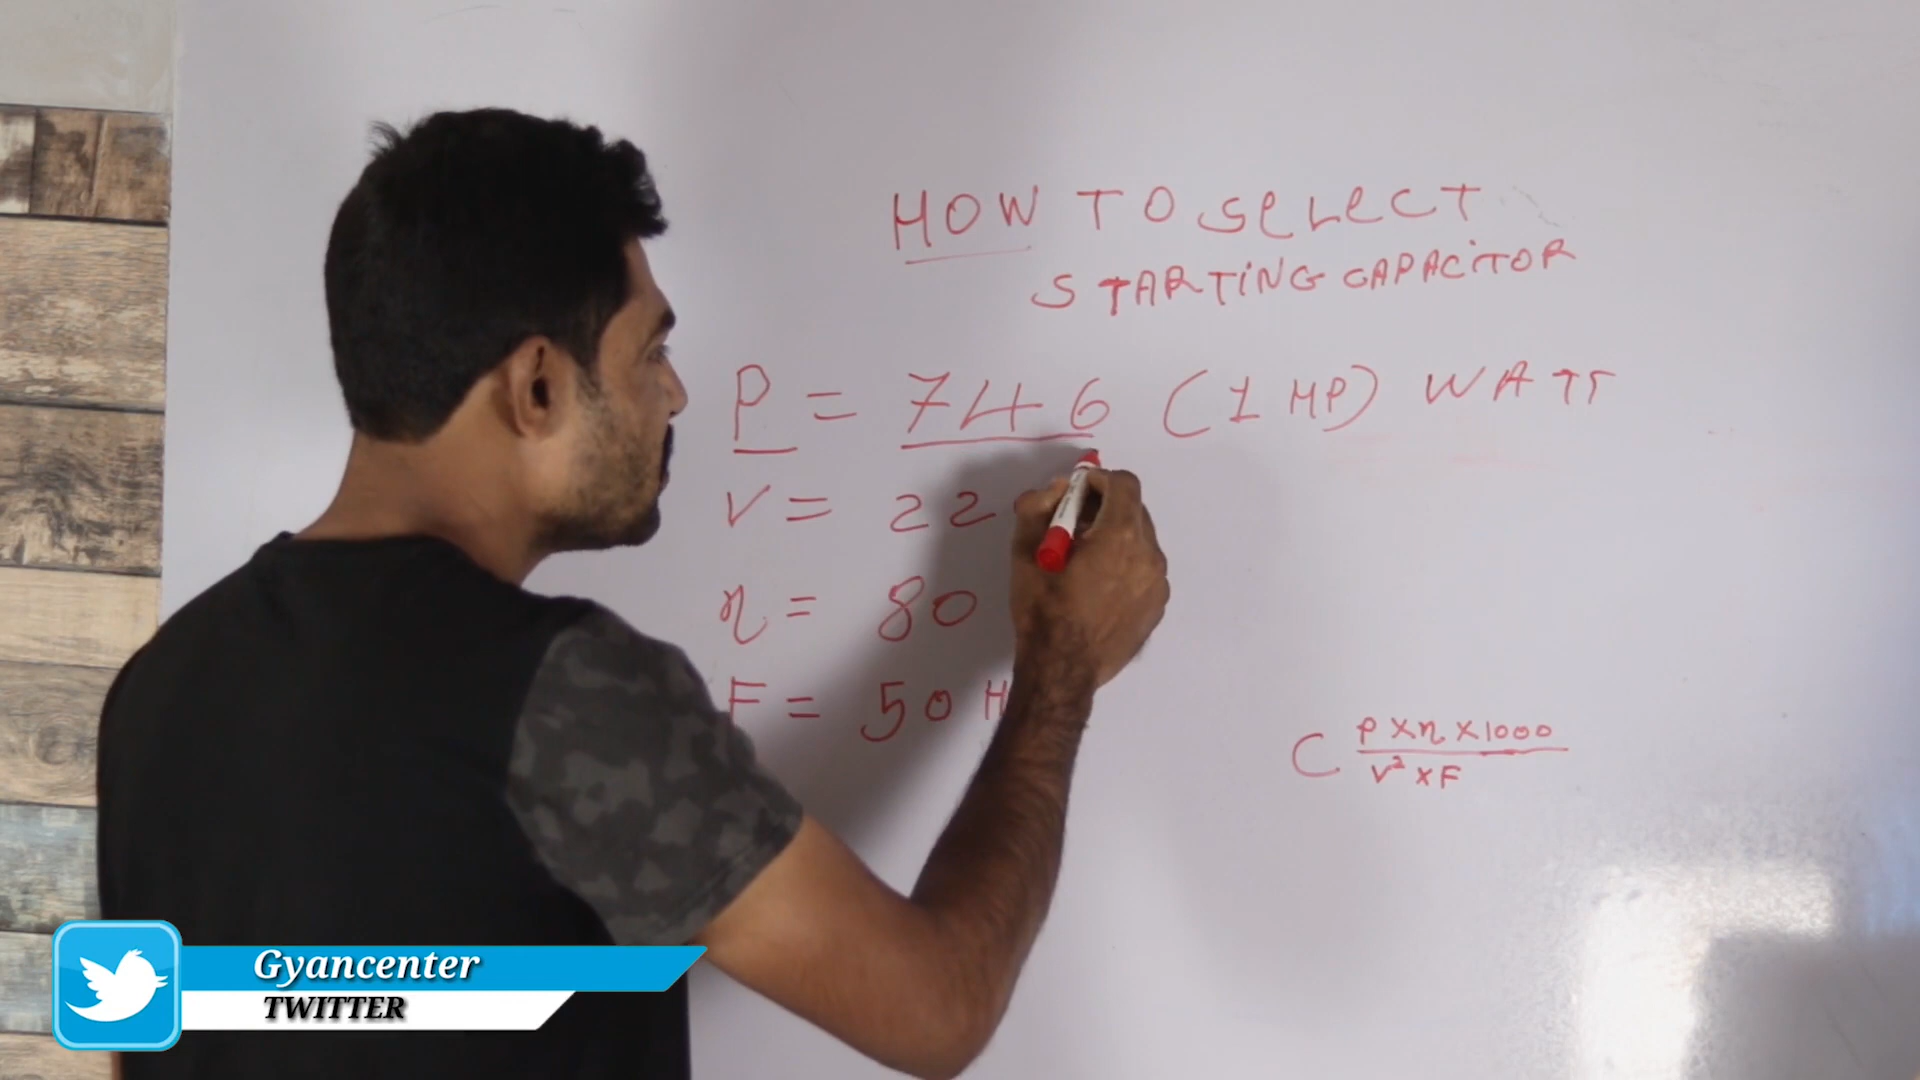 HOW TO SELECT
STARTING CAPACITOR
P = 746 (1 HP) WATT
V = 22
η = 80
F = 50 H
C P x η x 1000
V² x F
Gyancenter
TWITTER